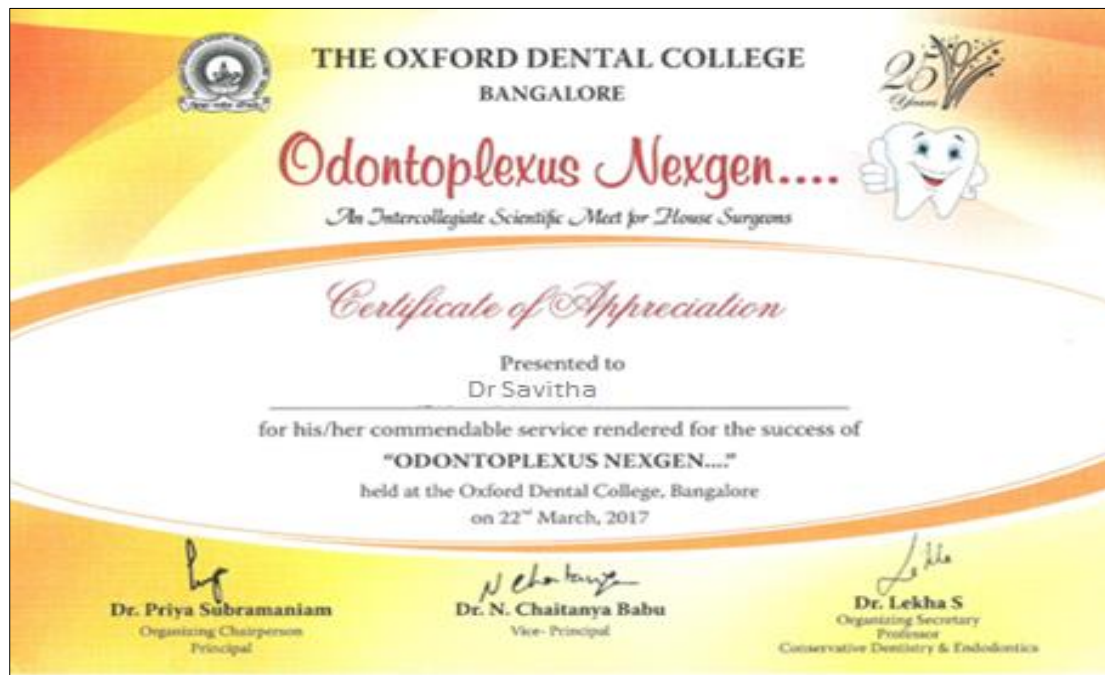 THE OXFORD DENTAL COLLEGE
BANGALORE
25
Years
Odontoplexus Nexgen....
An Intercollegiate Scientific Meet for House Surgeons
Certificate of Appreciation
Presented to
Dr Savitha
for his/her commendable service rendered for the success of
"ODONTOPLEXUS NEXGEN...."
held at the Oxford Dental College, Bangalore
on 22nd March, 2017
N Chaitanya
Lekha
Dr. Priya Subramaniam
Dr. N. Chaitanya Babu
Dr. Lekha S
Organizing Chairperson
Vice- Principal
Organizing Secretary
Principal
Professor
Conservative Dentistry & Endodontics